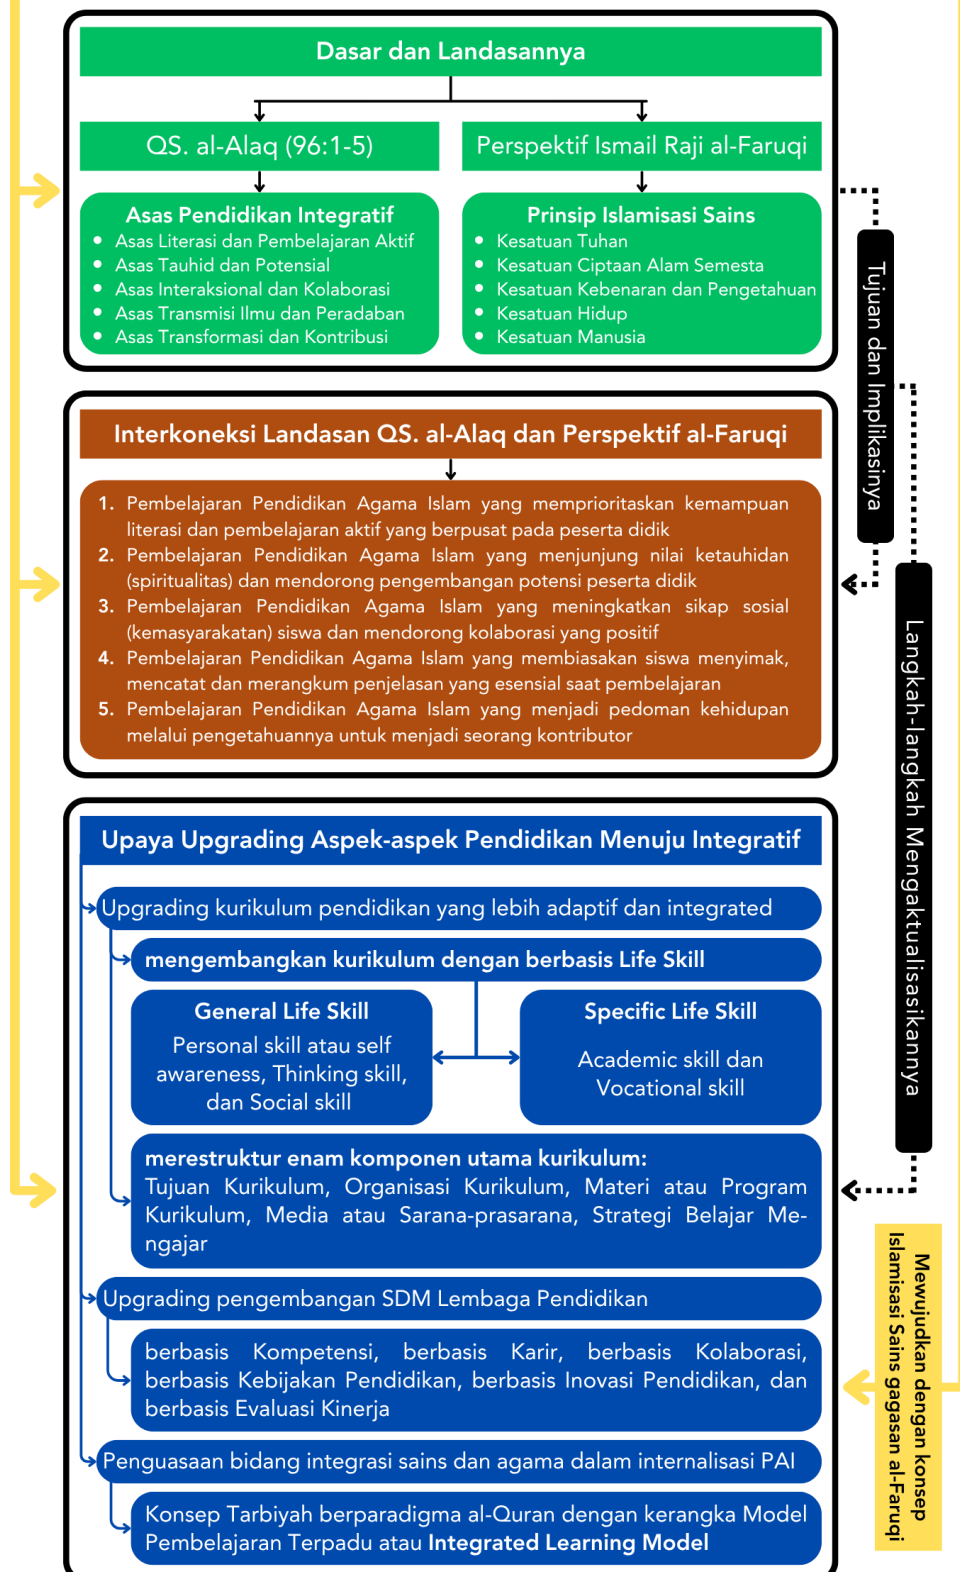 Dasar dan Landasannya
QS. al-Alaq (96:1-5)
Perspektif Ismail Raji al-Faruqi
Asas Pendidikan Integratif
• Asas Literasi dan Pembelajaran Aktif
• Asas Tauhid dan Potensial
• Asas Interaksional dan Kolaborasi
• Asas Transmisi Ilmu dan Peradaban
• Asas Transformasi dan Kontribusi
Prinsip Islamisasi Sains
• Kesatuan Tuhan
• Kesatuan Ciptaan Alam Semesta
• Kesatuan Kebenaran dan Pengetahuan
• Kesatuan Hidup
• Kesatuan Manusia
Tujuan dan Implikasinya
Interkoneksi Landasan QS. al-Alaq dan Perspektif al-Faruqi
1. Pembelajaran Pendidikan Agama Islam yang memprioritaskan kemampuan
literasi dan pembelajaran aktif yang berpusat pada peserta didik
2. Pembelajaran Pendidikan Agama Islam yang menjunjung nilai ketauhidan
(spiritualitas) dan mendorong pengembangan potensi peserta didik
3. Pembelajaran Pendidikan Agama Islam yang meningkatkan sikap sosial
(kemasyarakatan) siswa dan mendorong kolaborasi yang positif
4. Pembelajaran Pendidikan Agama Islam yang membiasakan siswa menyimak,
mencatat dan merangkum penjelasan yang esensial saat pembelajaran
5. Pembelajaran Pendidikan Agama Islam yang menjadi pedoman kehidupan
melalui pengetahuannya untuk menjadi seorang kontributor
Langkah-langkah Mengaktualisasikannya
Upaya Upgrading Aspek-aspek Pendidikan Menuju Integratif
Upgrading kurikulum pendidikan yang lebih adaptif dan integrated
mengembangkan kurikulum dengan berbasis Life Skill
General Life Skill
Personal skill atau self
awareness, Thinking skill,
dan Social skill
Specific Life Skill
Academic skill dan
Vocational skill
merestruktur enam komponen utama kurikulum:
Tujuan Kurikulum, Organisasi Kurikulum, Materi atau Program
Kurikulum, Media atau Sarana-prasarana, Strategi Belajar Me-
ngajar
Upgrading pengembangan SDM Lembaga Pendidikan
berbasis Kompetensi, berbasis Karir, berbasis Kolaborasi,
berbasis Kebijakan Pendidikan, berbasis Inovasi Pendidikan, dan
berbasis Evaluasi Kinerja
Penguasaan bidang integrasi sains dan agama dalam internalisasi PAI
Konsep Tarbiyah berparadigma al-Quran dengan kerangka Model
Pembelajaran Terpadu atau Integrated Learning Model
Mewujudkan dengan konsep
Islamisasi Sains gagasan al-Faruqi